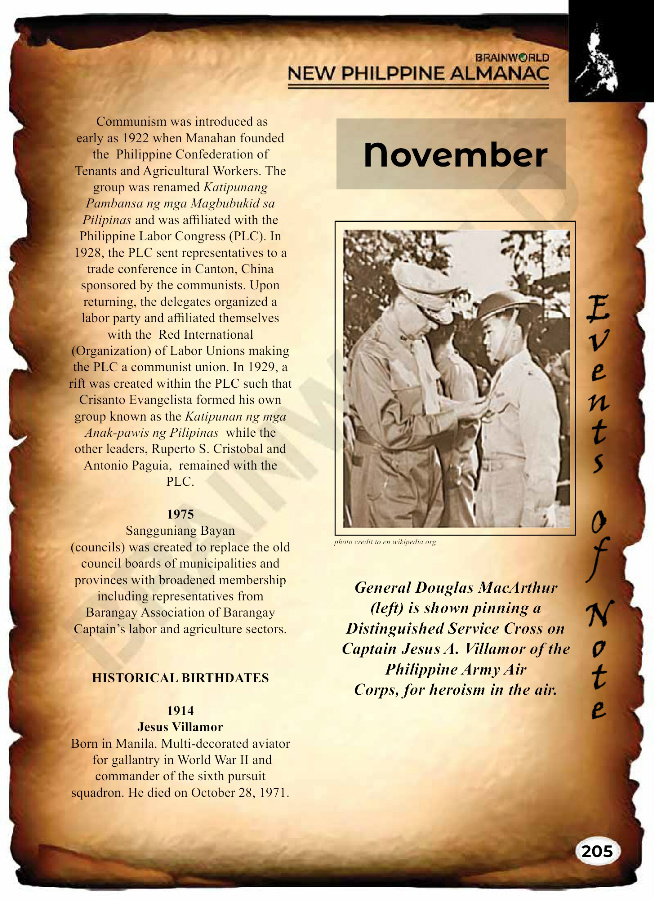 BRAINWORLD
NEW PHILPPINE ALMANAC
Communism was introduced as
early as 1922 when Manahan founded
the Philippine Confederation of
Tenants and Agricultural Workers. The
group was renamed Katipunang
Pambansa ng mga Magbubukid sa
Pilipinas and was affiliated with the
Philippine Labor Congress (PLC). In
1928, the PLC sent representatives to a
trade conference in Canton, China
sponsored by the communists. Upon
returning, the delegates organized a
labor party and affiliated themselves
with the Red International
(Organization) of Labor Unions making
the PLC a communist union. In 1929, a
rift was created within the PLC such that
Crisanto Evangelista formed his own
group known as the Katipunan ng mga
Anak-pawis ng Pilipinas while the
other leaders, Ruperto S. Cristobal and
Antonio Paguia, remained with the
PLC.
1975
Sangguniang Bayan
(councils) was created to replace the old
council boards of municipalities and
provinces with broadened membership
including representatives from
Barangay Association of Barangay
Captain's labor and agriculture sectors.
HISTORICAL BIRTHDATES
1914
Jesus Villamor
Born in Manila. Multi-decorated aviator
for gallantry in World War II and
commander of the sixth pursuit
squadron. He died on October 28, 1971.
November
photo credit to en.wikipedia.org
General Douglas MacArthur
(left) is shown pinning a
Distinguished Service Cross on
Captain Jesus A. Villamor of the
Philippine Army Air
Corps, for heroism in the air.
Events of Note
205
BRAINWORLD